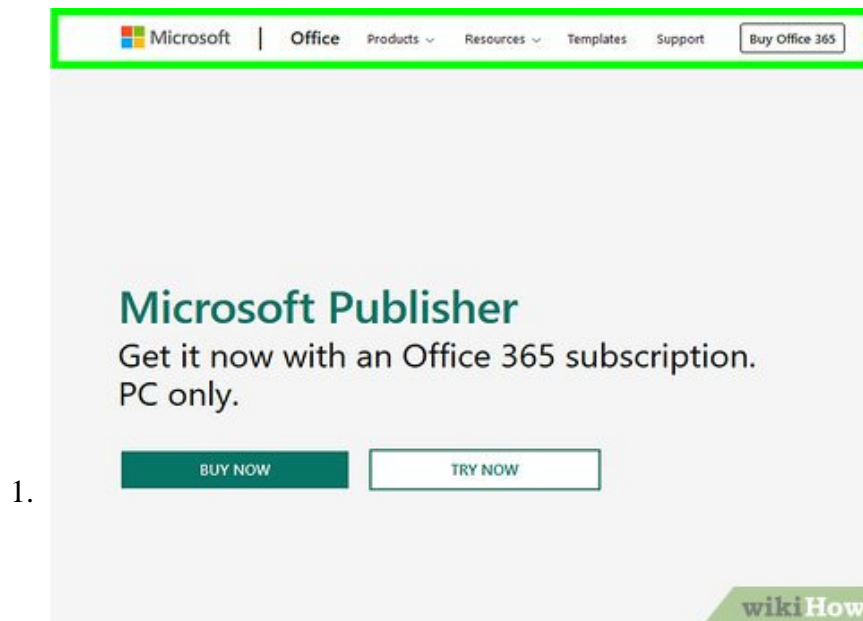 Microsoft | Office Products Resources Templates Support Buy Office 365
Microsoft Publisher
Get it now with an Office 365 subscription.
PC only.
BUY NOW TRY NOW
1.
wikiHow